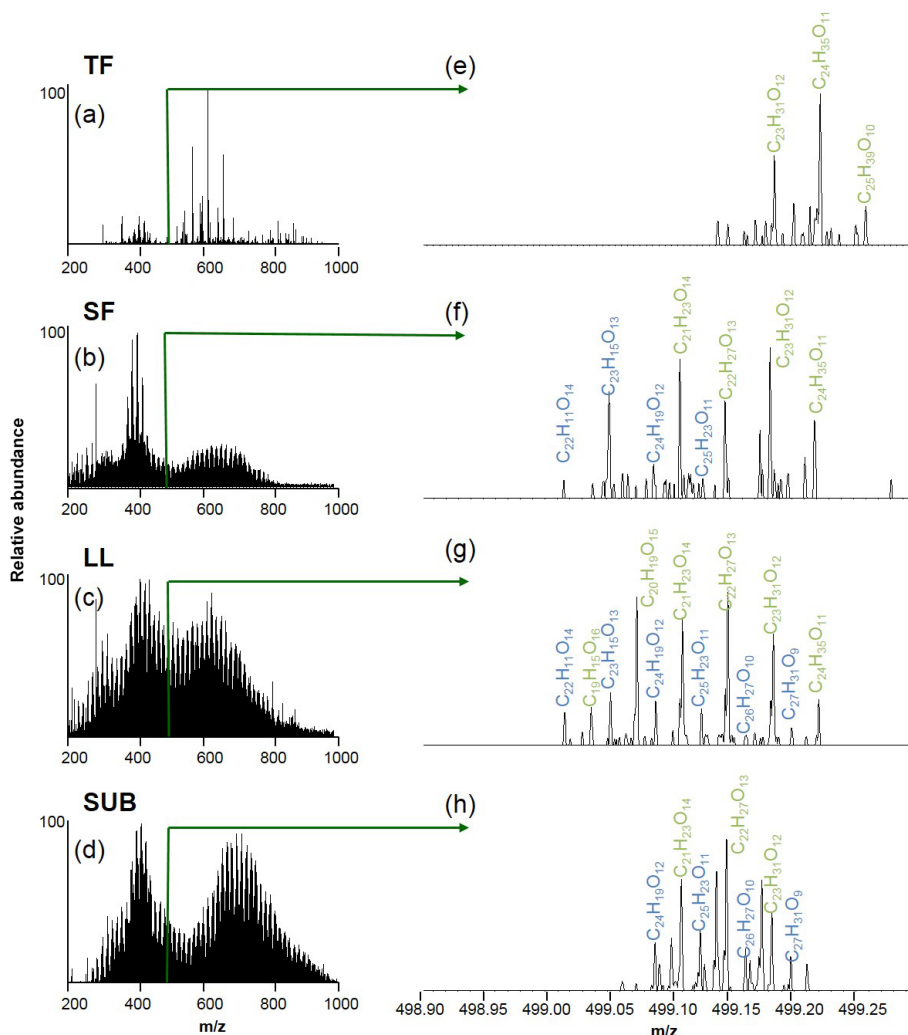 TF
(a)
100
200
400
600
800
1000
(e)
C23H31O12
C24H35O11
C25H39O10
SF
(b)
100
200
400
600
800
1000
(f)
C22H11O14
C23H15O13
C24H19O12
C21H23O14
C25H23O11
C22H27O13
C23H31O12
C24H35O11
Relative abundance
LL
(c)
100
200
400
600
800
1000
(g)
C22H11O14
C19H15O16
C23H15O13
C20H19O15
C24H19O12
C21H23O14
C25H23O11
C22H27O13
C26H27O10
C23H31O12
C27H31O9
C24H35O11
SUB
(d)
100
200
400
600
800
1000
m/z
(h)
C24H19O12
C21H23O14
C25H23O11
C22H27O13
C26H27O10
C23H31O12
C27H31O9
498.90
499.00
499.05
499.10
499.15
499.20
499.25
m/z